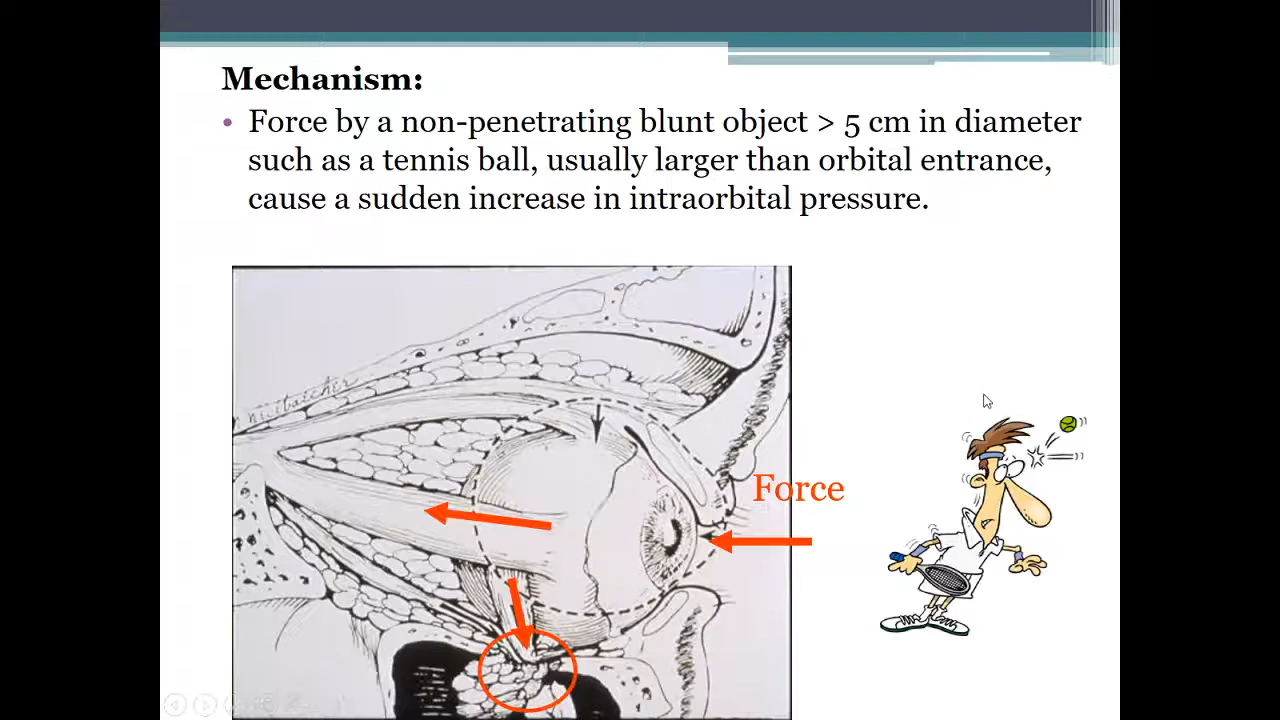 Mechanism:
• Force by a non-penetrating blunt object > 5 cm in diameter
such as a tennis ball, usually larger than orbital entrance,
cause a sudden increase in intraorbital pressure.
Force